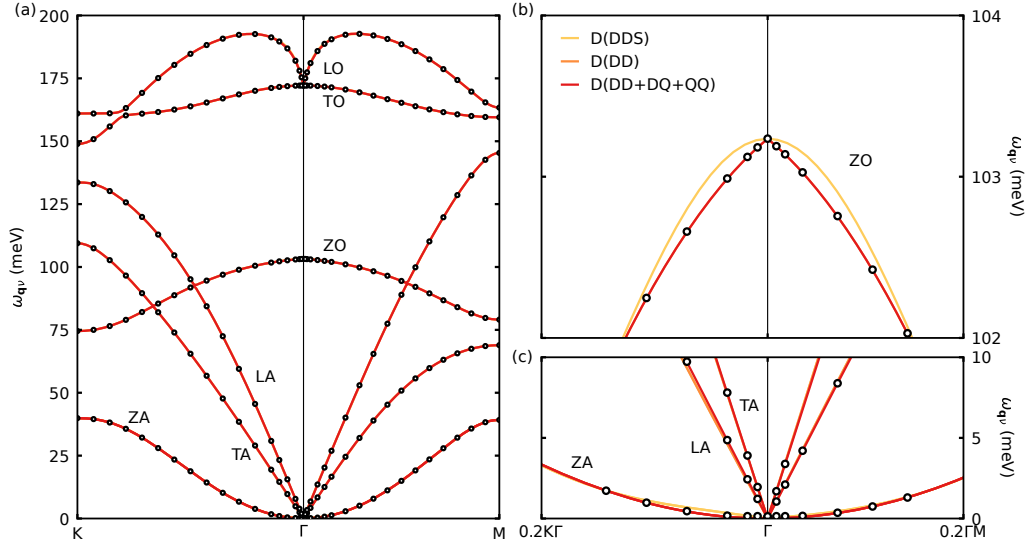 (a)
200
175
150
125
100
75
50
25
0
ω_qν (meV)
LO
TO
ZO
LA
TA
ZA
K
Γ
M
(b)
D(DDS)
D(DD)
D(DD+DQ+QQ)
ZO
104
103
102
ω_qν (meV)
(c)
TA
LA
ZA
10
5
0
ω_qν (meV)
0.2KΓ
Γ
0.2ΓM